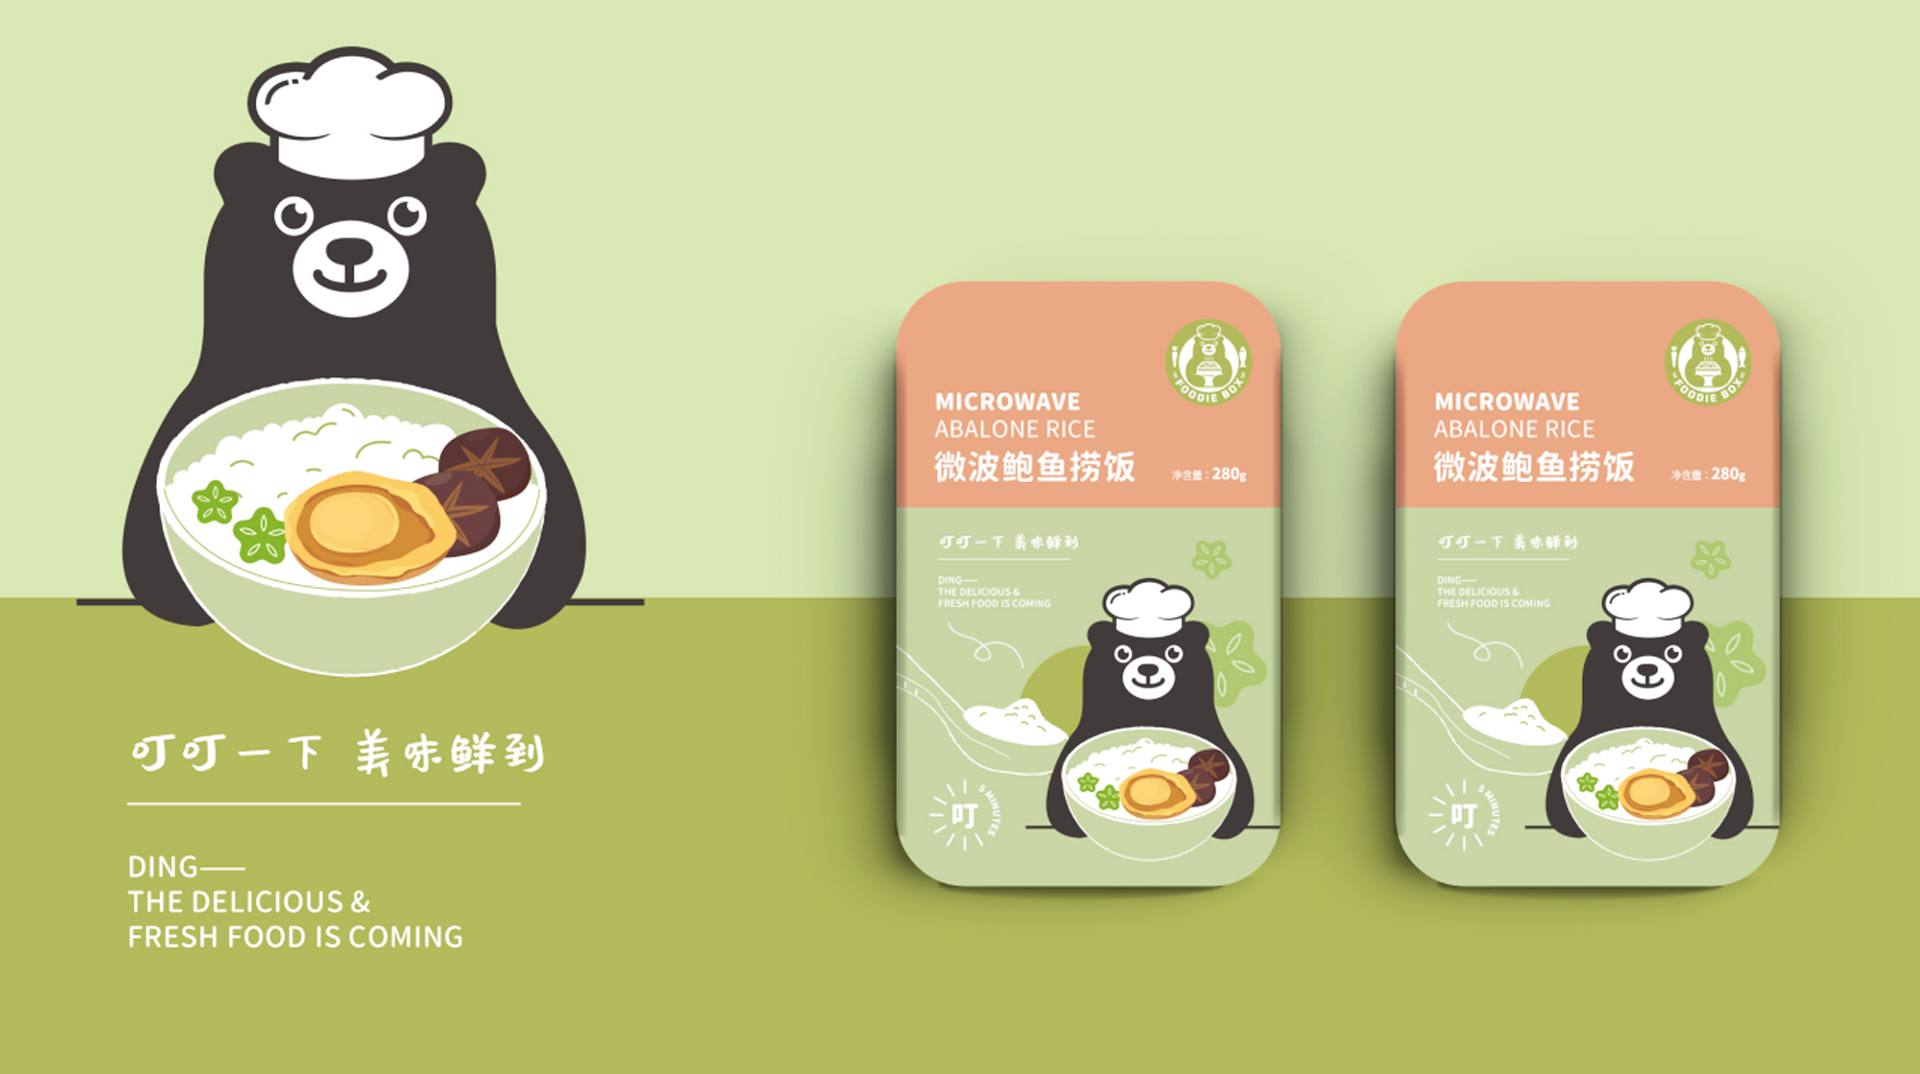 叮叮一下 美味鲜到
DING——
THE DELICIOUS &
FRESH FOOD IS COMING
FOODIE BOX
MICROWAVE
ABALONE RICE
微波鲍鱼捞饭
净含量：280g
叮叮一下 美味鲜到
DING——
THE DELICIOUS &
FRESH FOOD IS COMING
叮
5 MINUTES
FOODIE BOX
MICROWAVE
ABALONE RICE
微波鲍鱼捞饭
净含量：280g
叮叮一下 美味鲜到
DING——
THE DELICIOUS &
FRESH FOOD IS COMING
叮
5 MINUTES